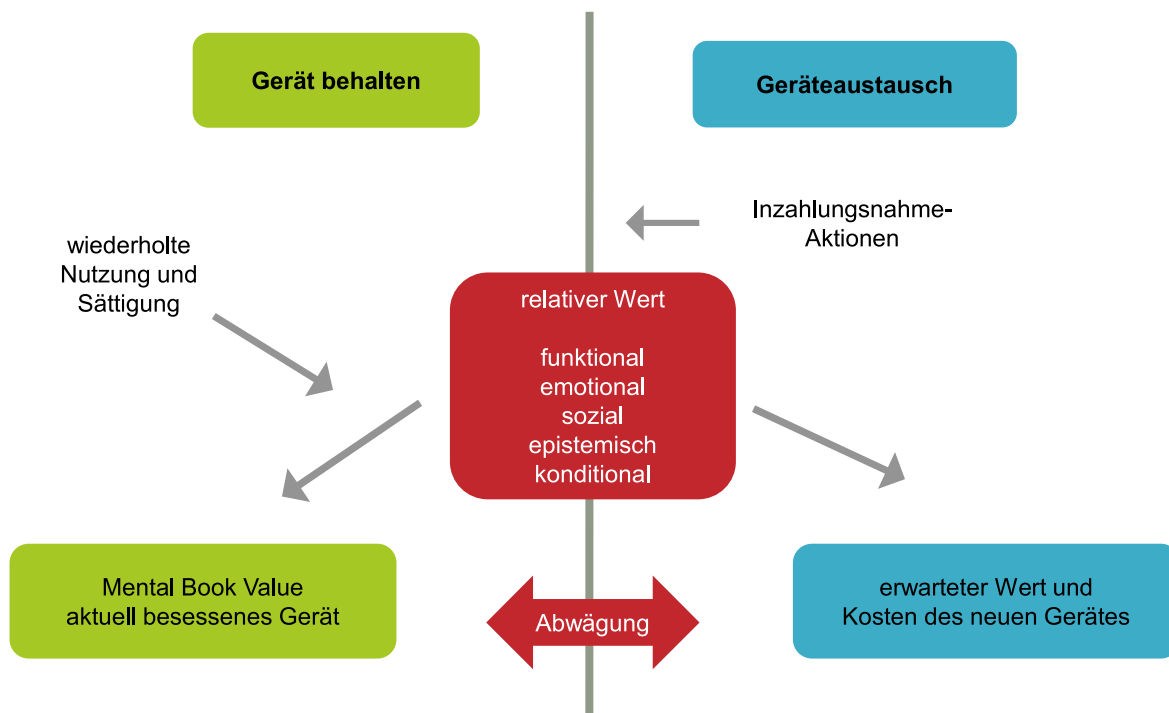 Gerät behalten
Geräteaustausch
Inzahlungsnahme-
Aktionen
wiederholte
Nutzung und
Sättigung
relativer Wert
funktional
emotional
sozial
epistemisch
konditional
Mental Book Value
aktuell besessenes Gerät
Abwägung
erwarteter Wert und
Kosten des neuen Gerätes